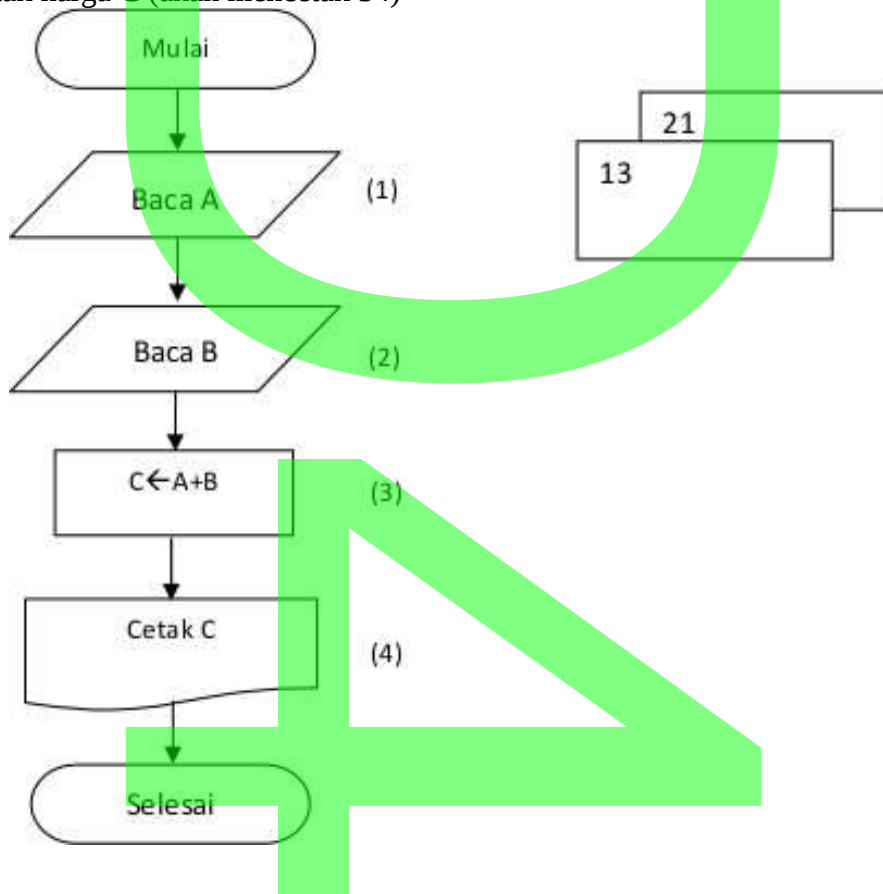 Mulai
Baca A
(1)
21
13
Baca B
(2)
C←A+B
(3)
Cetak C
(4)
Selesai